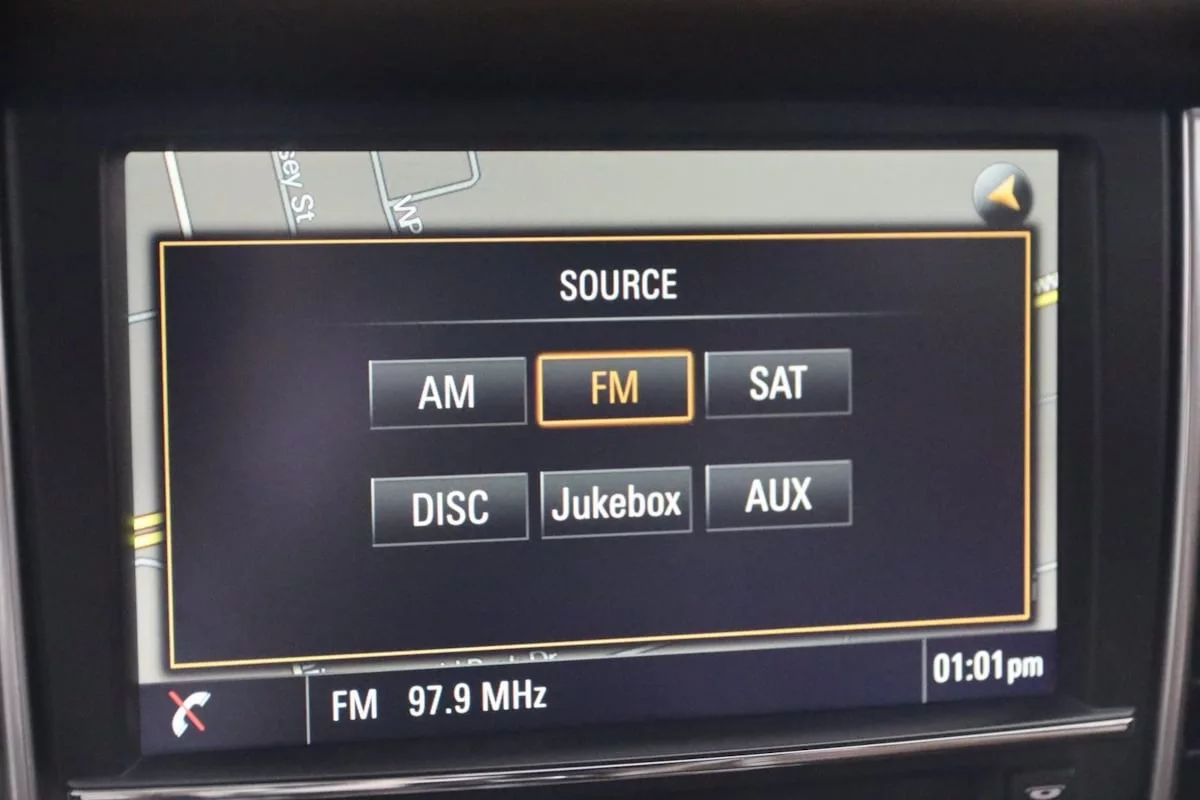 sey St
SOURCE
AM FM SAT
DISC Jukebox AUX
FM 97.9 MHz
01:01pm